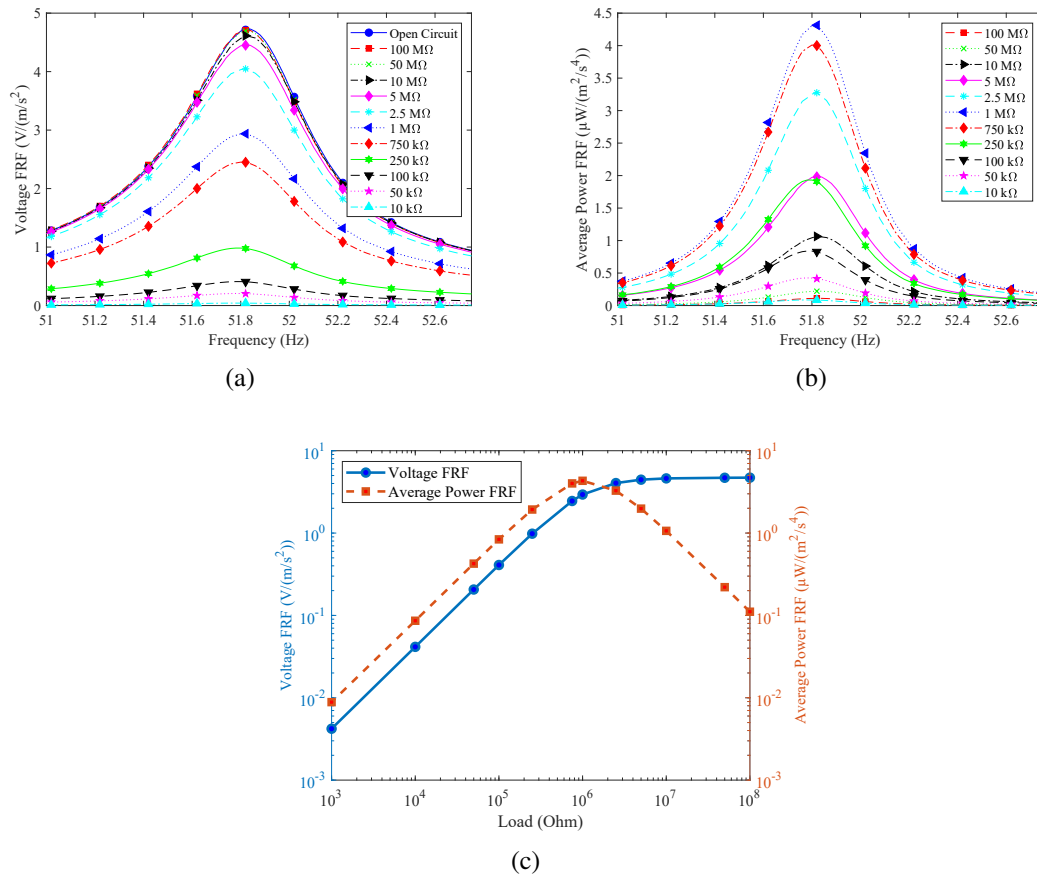 5
4
3
2
1
0
Voltage FRF (V/(m/s²))
51
51.2
51.4
51.6
51.8
52
52.2
52.4
52.6
Frequency (Hz)
Open Circuit
100 MΩ
50 MΩ
10 MΩ
5 MΩ
2.5 MΩ
1 MΩ
750 kΩ
250 kΩ
100 kΩ
50 kΩ
10 kΩ
(a)
4.5
4
3.5
3
2.5
2
1.5
1
0.5
0
Average Power FRF (µW/(m²/s⁴))
51
51.2
51.4
51.6
51.8
52
52.2
52.4
52.6
Frequency (Hz)
100 MΩ
50 MΩ
10 MΩ
5 MΩ
2.5 MΩ
1 MΩ
750 kΩ
250 kΩ
100 kΩ
50 kΩ
10 kΩ
(b)
10¹
10⁰
10⁻¹
10⁻²
10⁻³
Voltage FRF (V/(m/s²))
Voltage FRF
Average Power FRF
10¹
10⁰
10⁻¹
10⁻²
10⁻³
Average Power FRF (µW/(m²/s⁴))
10³
10⁴
10⁵
10⁶
10⁷
10⁸
Load (Ohm)
(c)